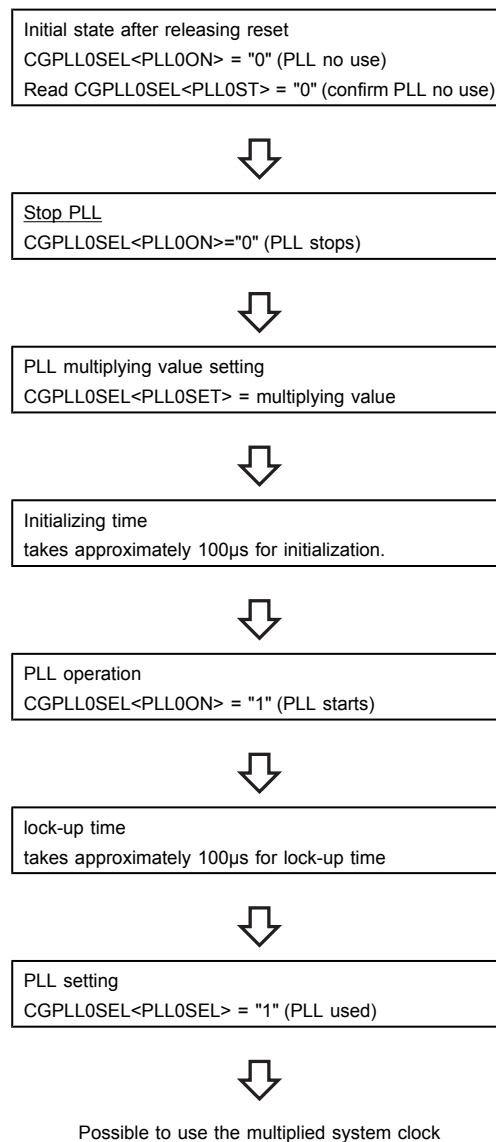 Initial state after releasing reset
CGPLL0SEL<PLL0ON> = "0" (PLL no use)
Read CGPLL0SEL<PLL0ST> = "0" (confirm PLL no use)
Stop PLL
CGPLL0SEL<PLL0ON>="0" (PLL stops)
PLL multiplying value setting
CGPLL0SEL<PLL0SET> = multiplying value
Initializing time
takes approximately 100μs for initialization.
PLL operation
CGPLL0SEL<PLL0ON> = "1" (PLL starts)
lock-up time
takes approximately 100μs for lock-up time
PLL setting
CGPLL0SEL<PLL0SEL> = "1" (PLL used)
Possible to use the multiplied system clock